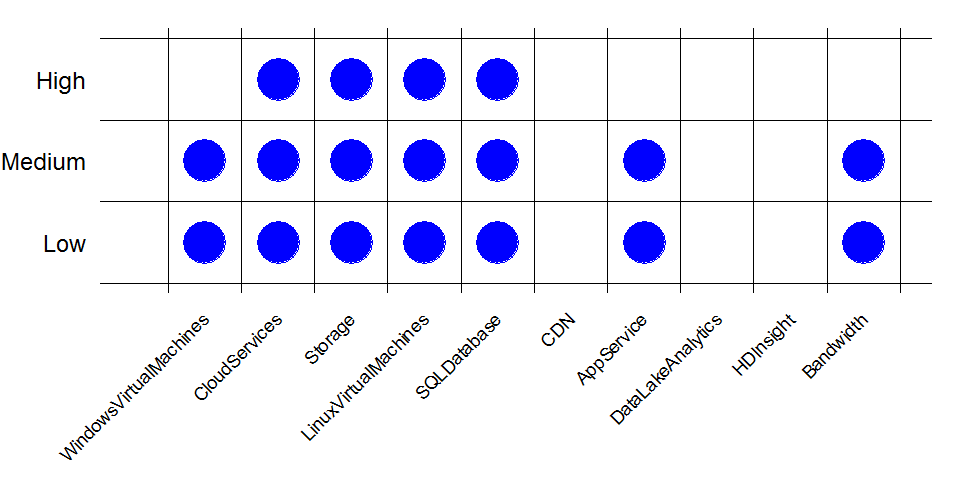 High
Medium
Low
WindowsVirtualMachines
CloudServices
Storage
LinuxVirtualMachines
SQLDatabase
CDN
AppService
DataLakeAnalytics
HDInsight
Bandwidth